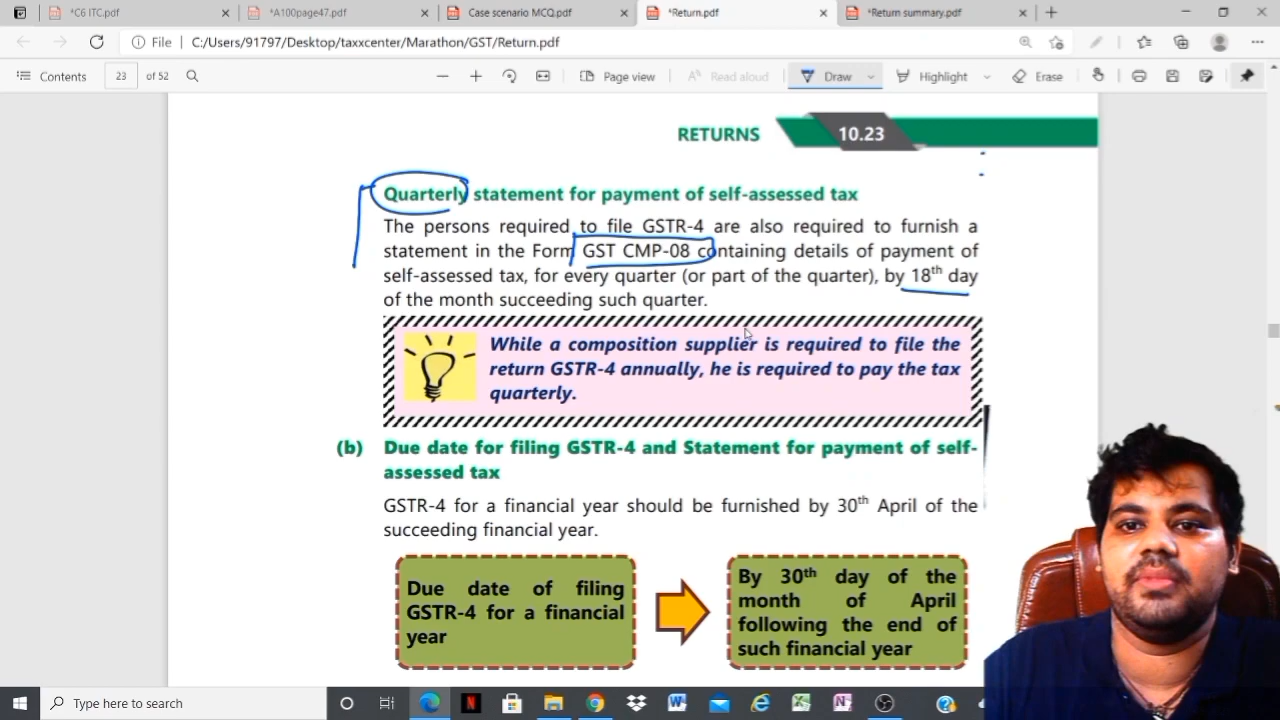 *C6 ITC.pdf
*A100page47.pdf
Case scenario MCQ.pdf
*Return.pdf
*Return summary.pdf
File
C:/Users/91797/Desktop/taxxcenter/Marathon/GST/Return.pdf
Contents
23
of 52
Page view
Read aloud
Draw
Highlight
Erase
RETURNS
10.23
Quarterly statement for payment of self-assessed tax
The persons required to file GSTR-4 are also required to furnish a
statement in the Form GST CMP-08 containing details of payment of
self-assessed tax, for every quarter (or part of the quarter), by 18th day
of the month succeeding such quarter.
While a composition supplier is required to file the
return GSTR-4 annually, he is required to pay the tax
quarterly.
(b) Due date for filing GSTR-4 and Statement for payment of self-
assessed tax
GSTR-4 for a financial year should be furnished by 30th April of the
succeeding financial year.
Due date of filing
GSTR-4 for a financial
year
By 30th day of the
month of April
following the end of
such financial year
Type here to search